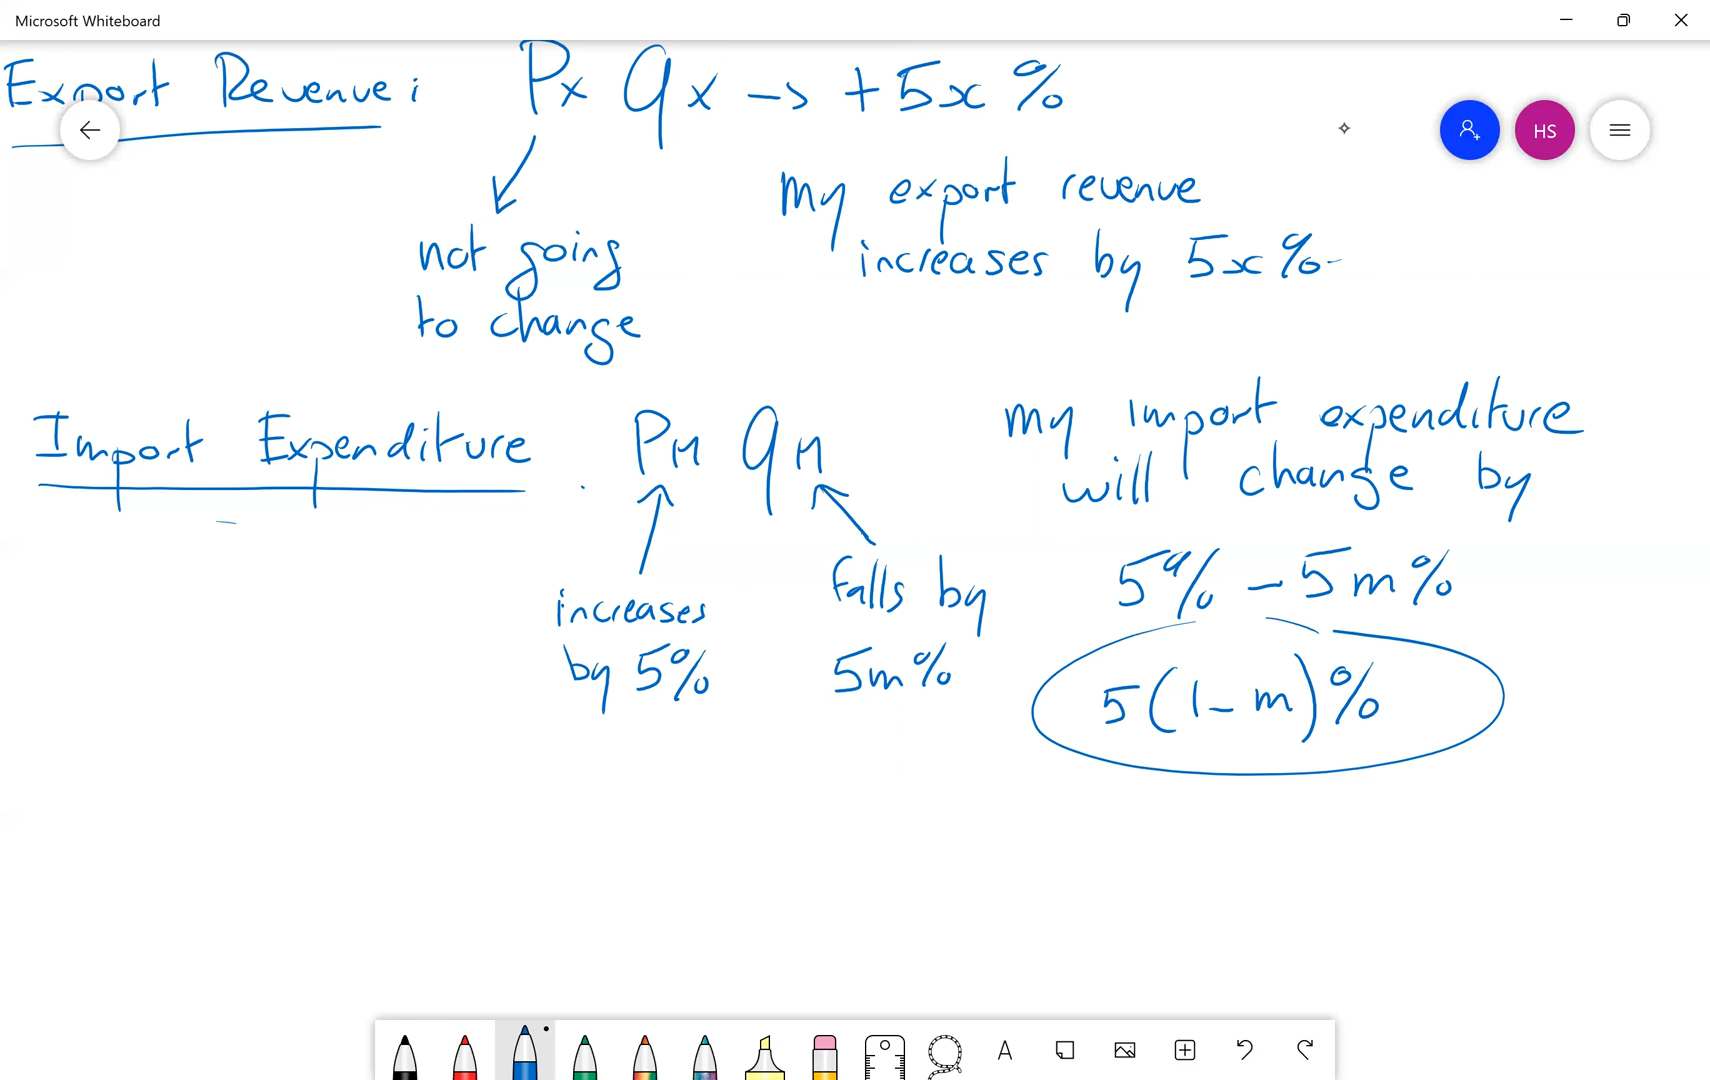 Microsoft Whiteboard
Export Revenue: Px qx -> +5x%
HS
not going
to change
my export revenue
increases by 5x%
Import Expenditure PM qM
increases
by 5%
falls by
5m%
my import expenditure
will change by
5% - 5m%
5(1-m)%
A